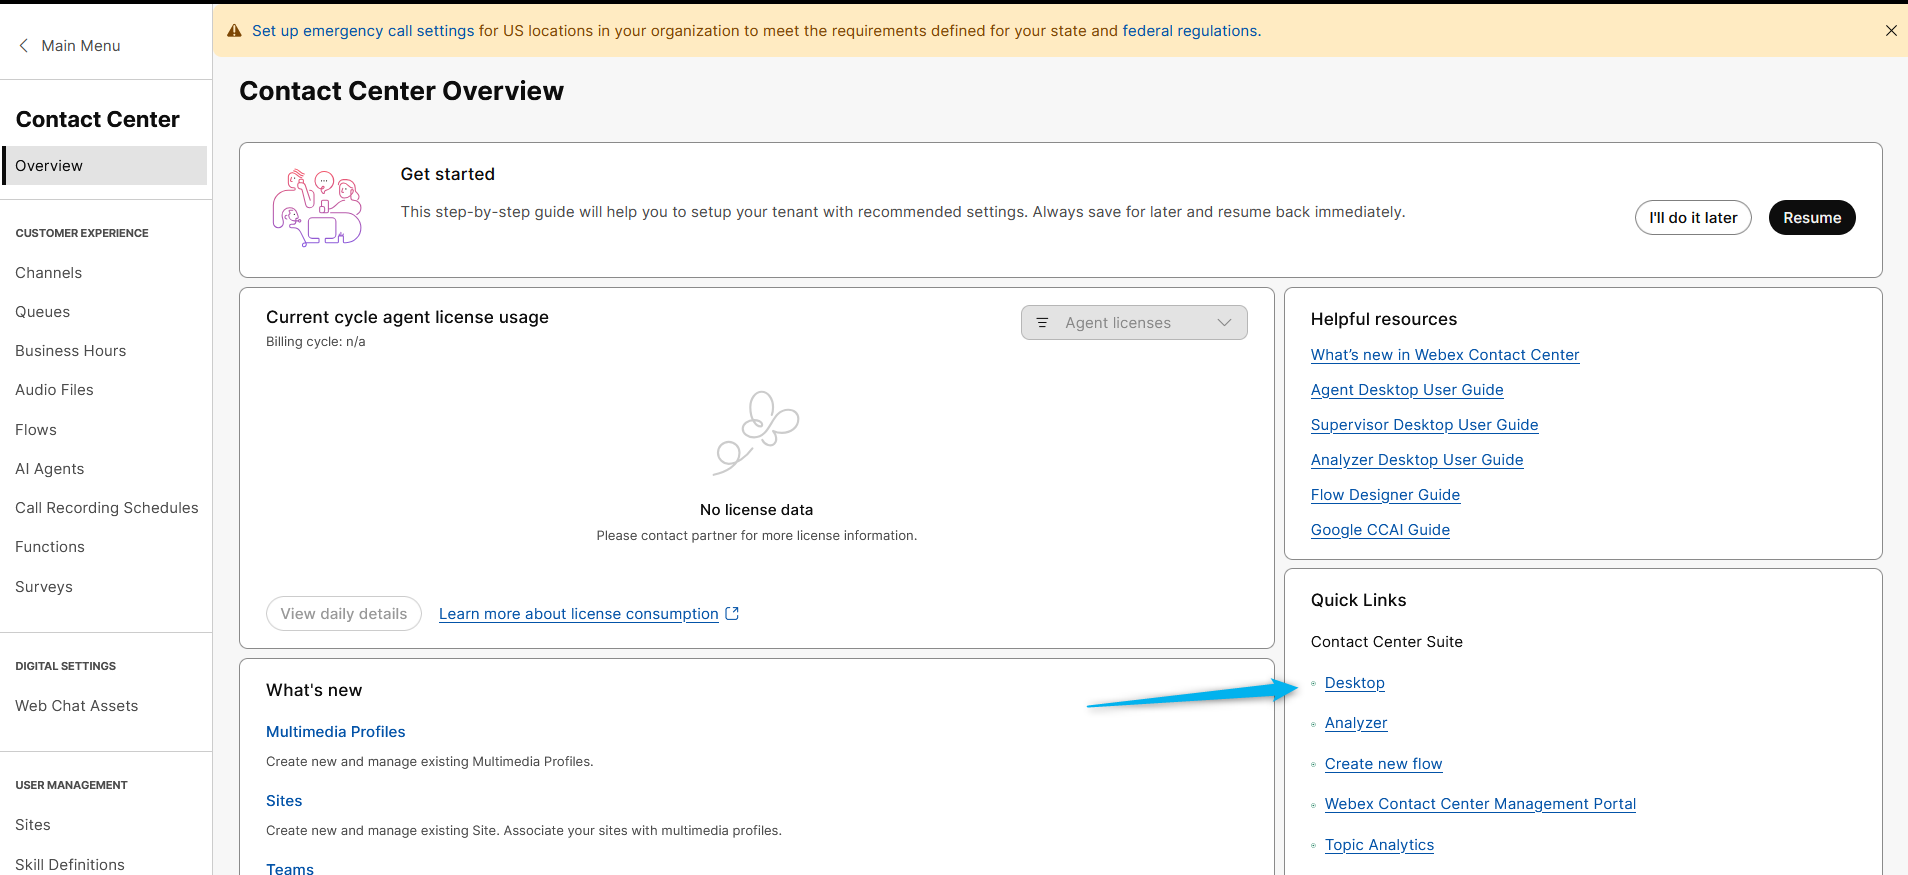 Main Menu
Contact Center
Overview
CUSTOMER EXPERIENCE
Channels
Queues
Business Hours
Audio Files
Flows
AI Agents
Call Recording Schedules
Functions
Surveys
DIGITAL SETTINGS
Web Chat Assets
USER MANAGEMENT
Sites
Skill Definitions
Set up emergency call settings for US locations in your organization to meet the requirements defined for your state and federal regulations.
Contact Center Overview
Get started
This step-by-step guide will help you to setup your tenant with recommended settings. Always save for later and resume back immediately.
I'll do it later
Resume
Current cycle agent license usage
Billing cycle: n/a
Agent licenses
No license data
Please contact partner for more license information.
View daily details
Learn more about license consumption
What's new
Multimedia Profiles
Create new and manage existing Multimedia Profiles.
Sites
Create new and manage existing Site. Associate your sites with multimedia profiles.
Teams
Helpful resources
What’s new in Webex Contact Center
Agent Desktop User Guide
Supervisor Desktop User Guide
Analyzer Desktop User Guide
Flow Designer Guide
Google CCAI Guide
Quick Links
Contact Center Suite
Desktop
Analyzer
Create new flow
Webex Contact Center Management Portal
Topic Analytics